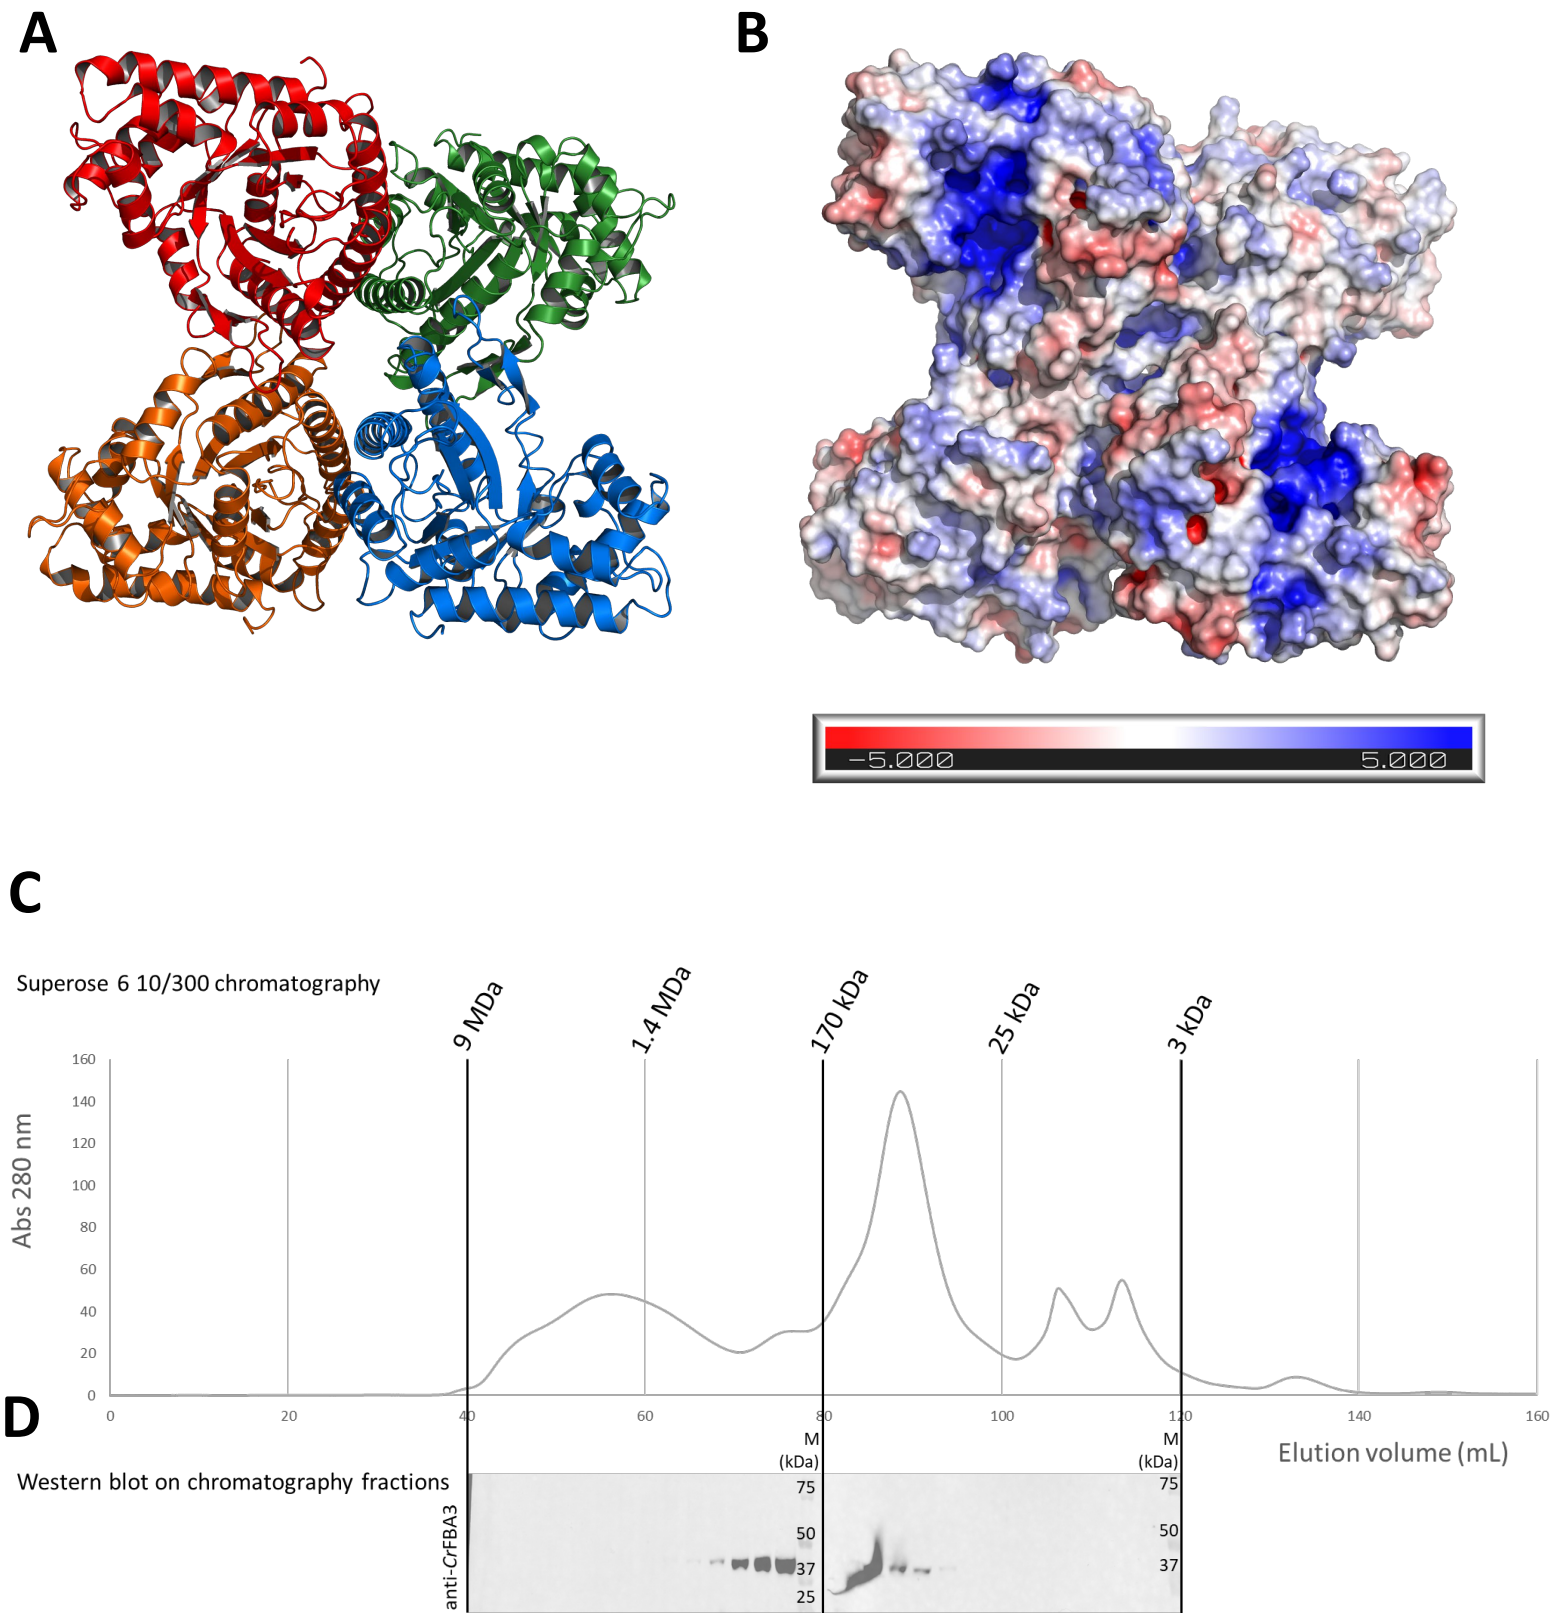 A
B
-5.000
5.000
C
Superose 6 10/300 chromatography
9 MDa
1.4 MDa
170 kDa
25 kDa
3 kDa
160
140
120
100
80
60
40
20
0
Abs 280 nm
0
20
40
60
80
100
120
140
160
Elution volume (mL)
D
Western blot on chromatography fractions
anti-CrFBA3
M
(kDa)
75
50
37
25
M
(kDa)
75
50
37